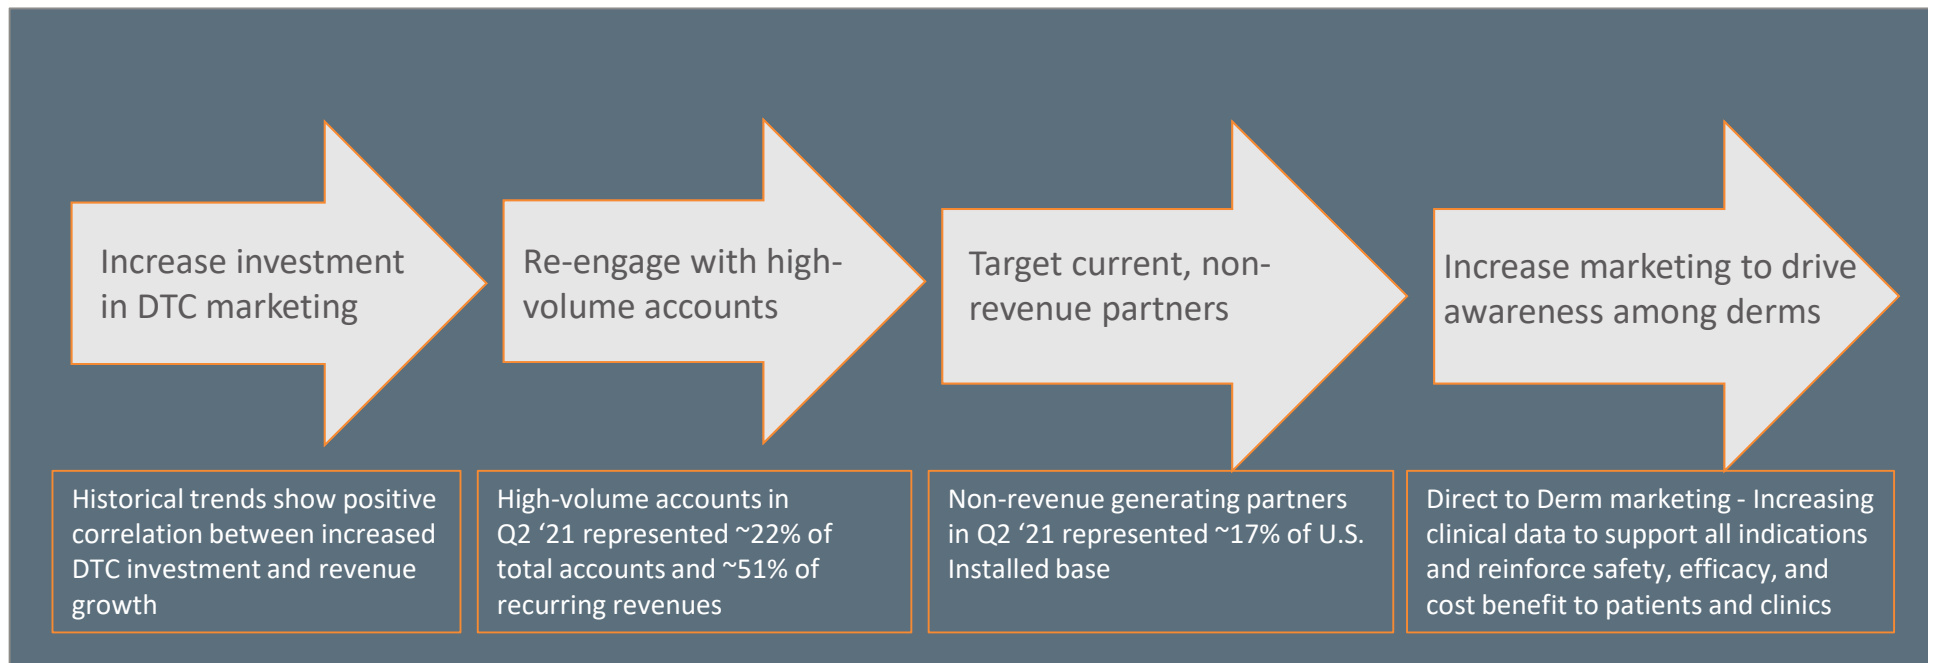 Increase investment
in DTC marketing
Re-engage with high-
volume accounts
Target current, non-
revenue partners
Increase marketing to drive
awareness among derms
Historical trends show positive
correlation between increased
DTC investment and revenue
growth
High-volume accounts in
Q2 ‘21 represented ~22% of
total accounts and ~51% of
recurring revenues
Non-revenue generating partners
in Q2 ‘21 represented ~17% of U.S.
Installed base
Direct to Derm marketing - Increasing
clinical data to support all indications
and reinforce safety, efficacy, and
cost benefit to patients and clinics